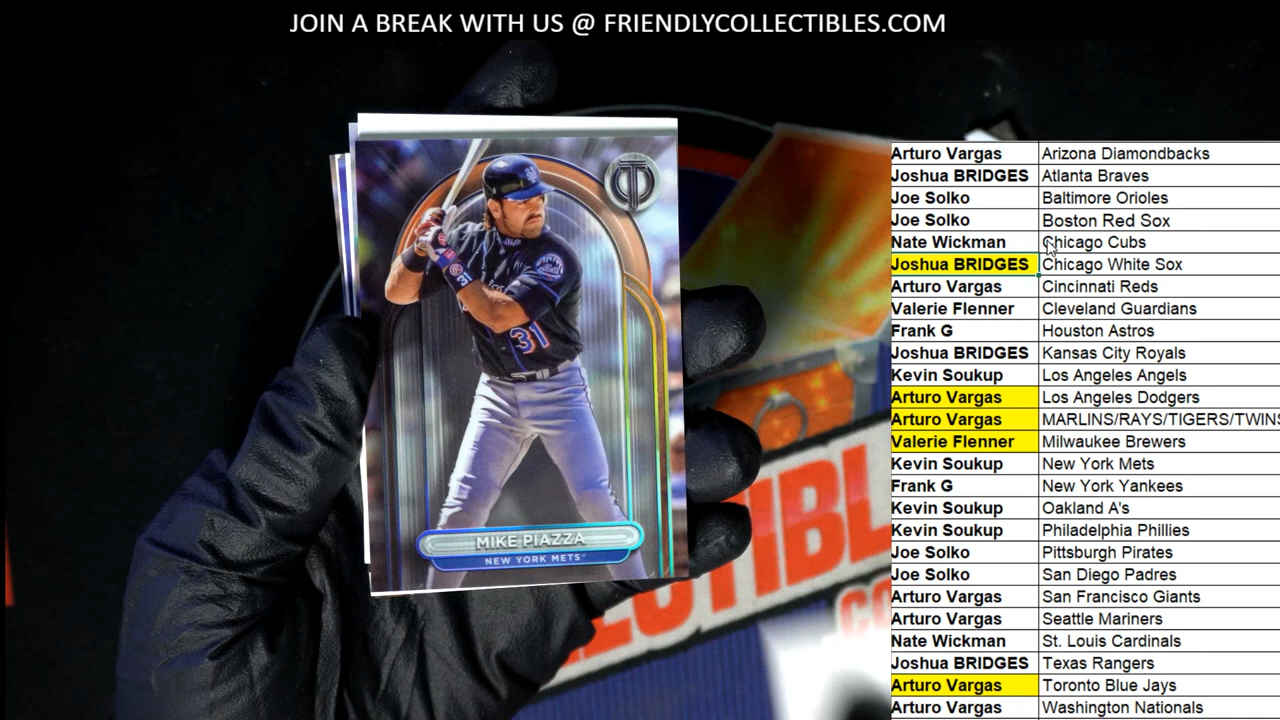 JOIN A BREAK WITH US @ FRIENDLYCOLLECTIBLES.COM
31
31
MIKE PIAZZA
NEW YORK METS
Arturo Vargas Arizona Diamondbacks
Joshua BRIDGES Atlanta Braves
Joe Solko Baltimore Orioles
Joe Solko Boston Red Sox
Nate Wickman Chicago Cubs
Joshua BRIDGES Chicago White Sox
Arturo Vargas Cincinnati Reds
Valerie Flenner Cleveland Guardians
Frank G Houston Astros
Joshua BRIDGES Kansas City Royals
Kevin Soukup Los Angeles Angels
Arturo Vargas Los Angeles Dodgers
Arturo Vargas MARLINS/RAYS/TIGERS/TWINS
Valerie Flenner Milwaukee Brewers
Kevin Soukup New York Mets
Frank G New York Yankees
Kevin Soukup Oakland A's
Kevin Soukup Philadelphia Phillies
Joe Solko Pittsburgh Pirates
Joe Solko San Diego Padres
Arturo Vargas San Francisco Giants
Arturo Vargas Seattle Mariners
Nate Wickman St. Louis Cardinals
Joshua BRIDGES Texas Rangers
Arturo Vargas Toronto Blue Jays
Arturo Vargas Washington Nationals